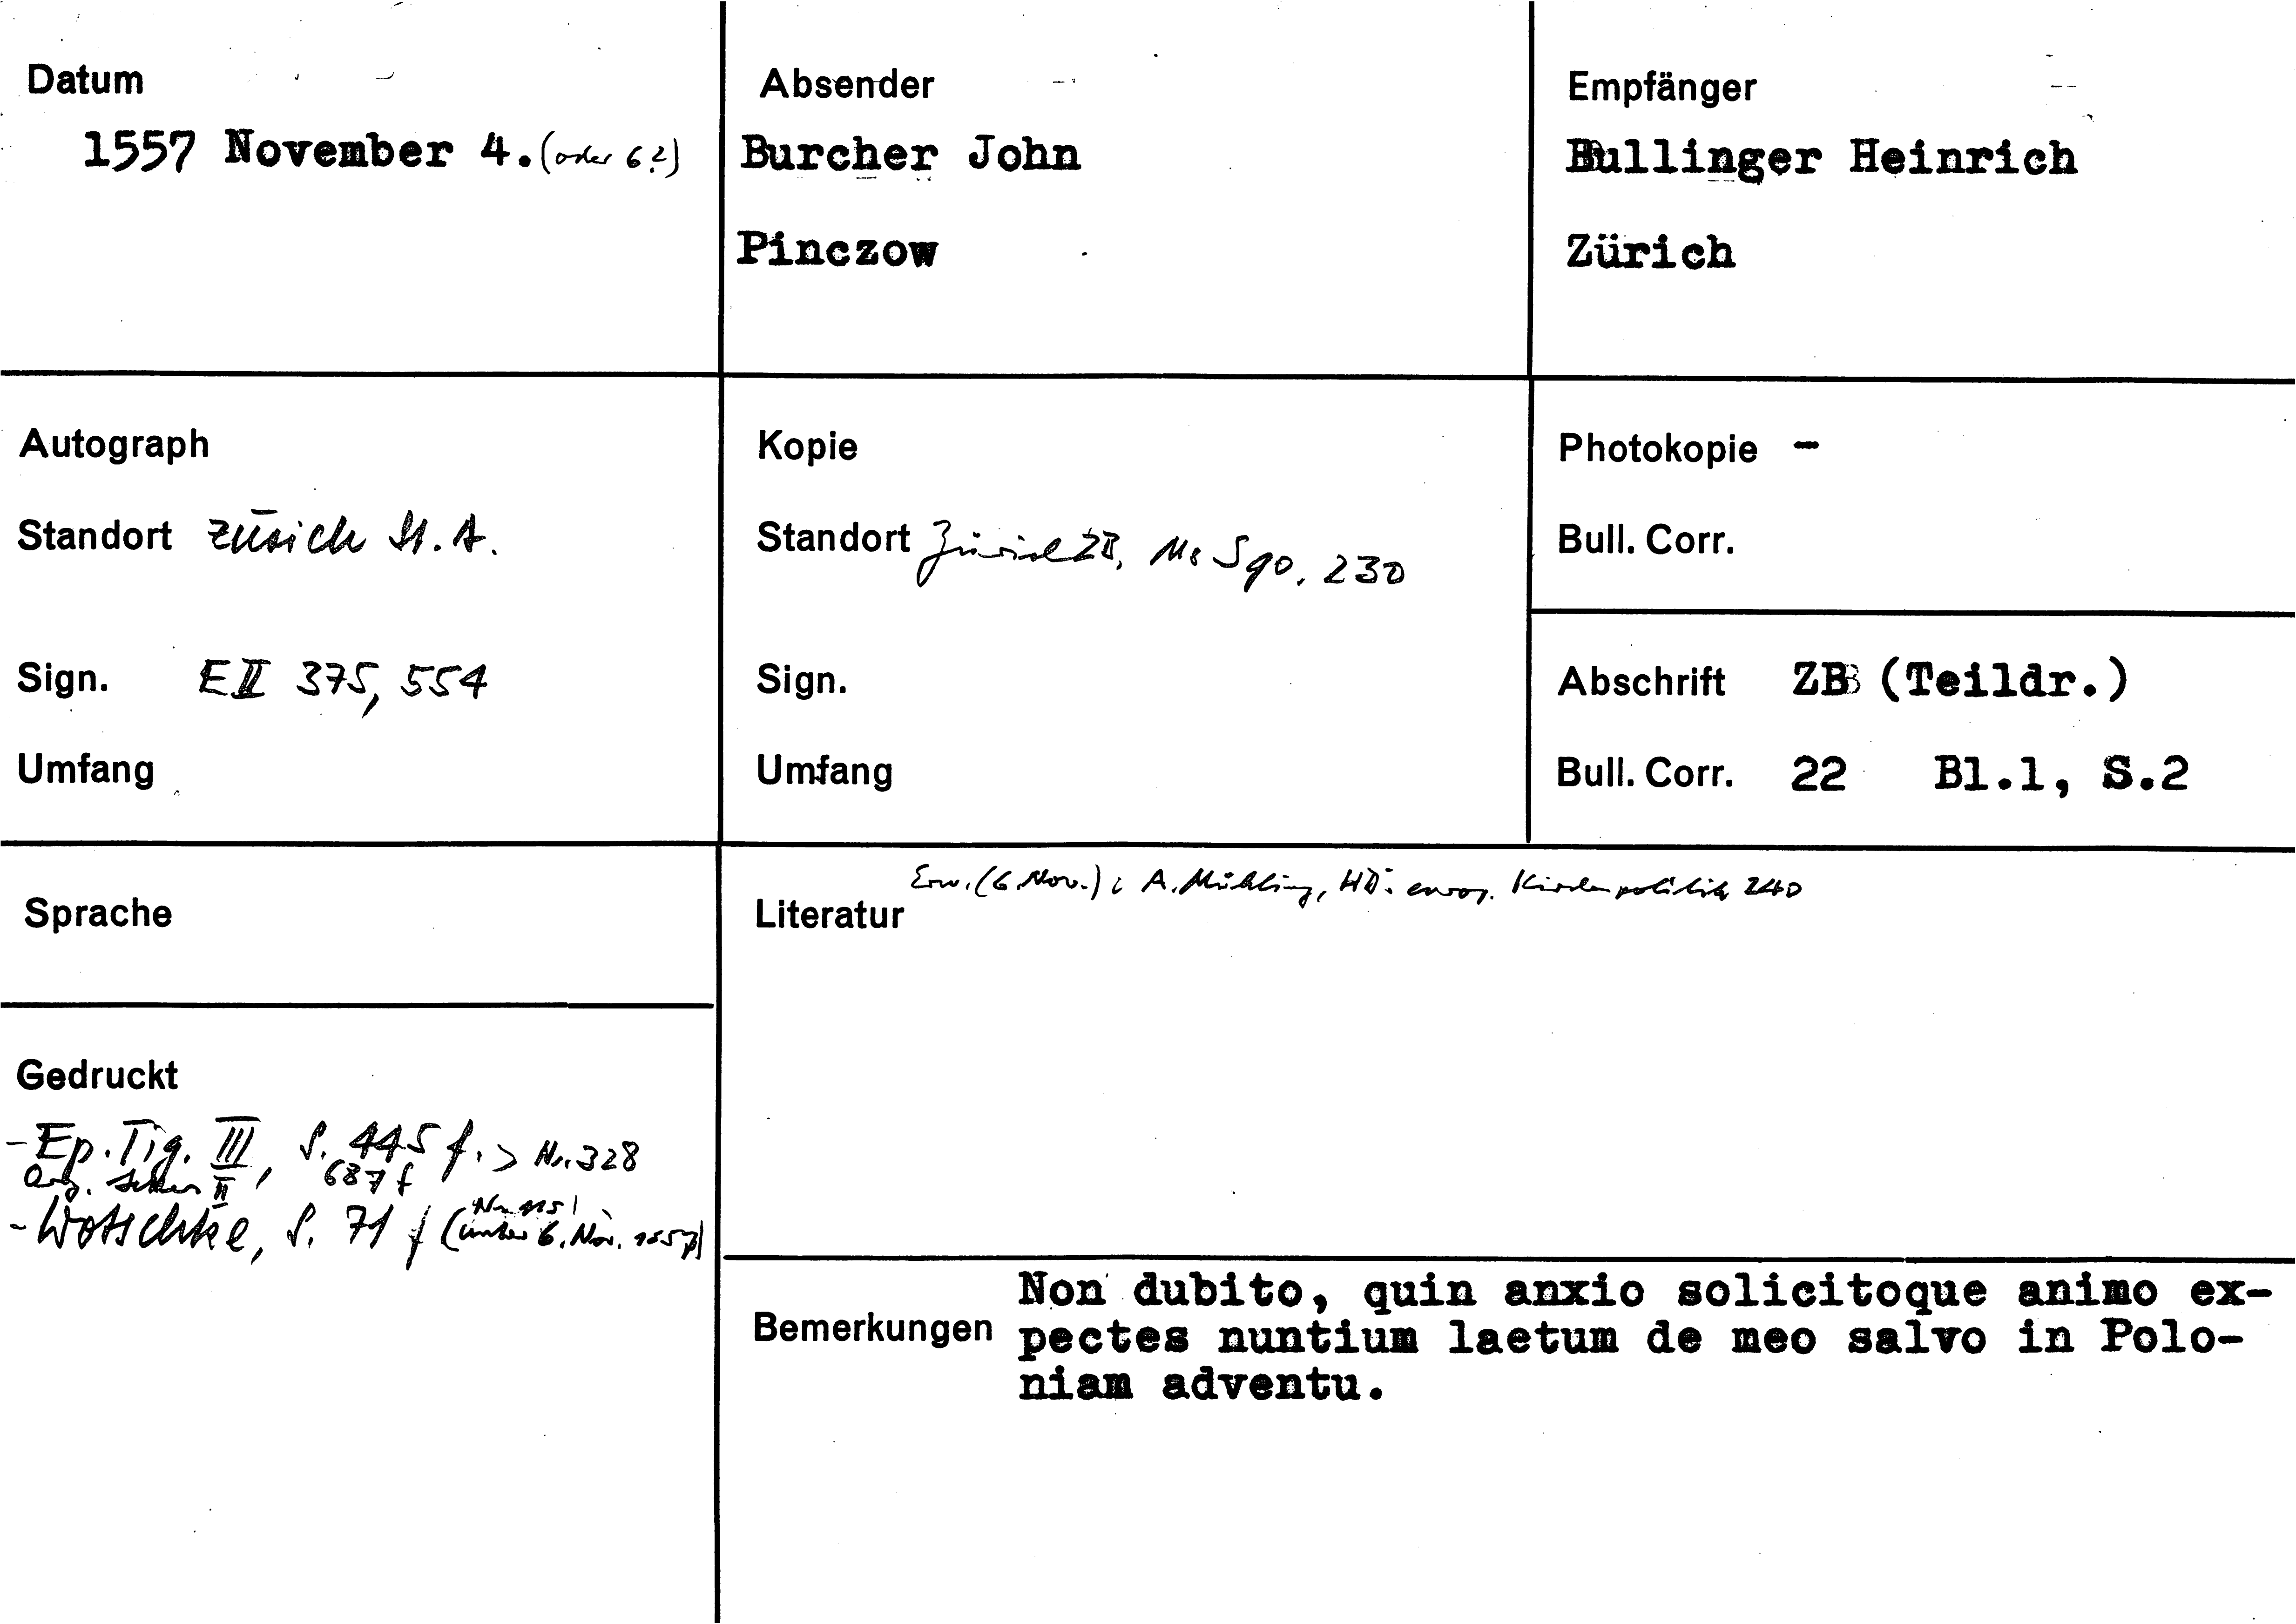 Datum
1557 November 4. (oder 6?)
Absender
Burcher John
Pinczow
Empfänger
Bullinger Heinrich
Zürich
Autograph
Standort Zürich St. A.
Sign. E II 375, 554
Umfang
Kopie
Standort Zürich ZB, Ms S 90, 230
Sign.
Umfang
Photokopie -
Bull. Corr.
Abschrift ZB (Teildr.)
Bull. Corr. 22 Bl.1, S.2
Sprache
Literatur Erw. (6. Nov.): A. Mühling, HB: europ. Kirchenpolitik 240
Gedruckt
- Ep. Tig. III, S. 445 f. > Nr. 328
II, 687 f
- Wotschke, S. 71 f (Nr. 115
unter 6. Nov. 1557)
Bemerkungen
Non dubito, quin anxio solicitoque animo ex-
pectes nuntium laetum de meo salvo in Polo-
niam adventu.